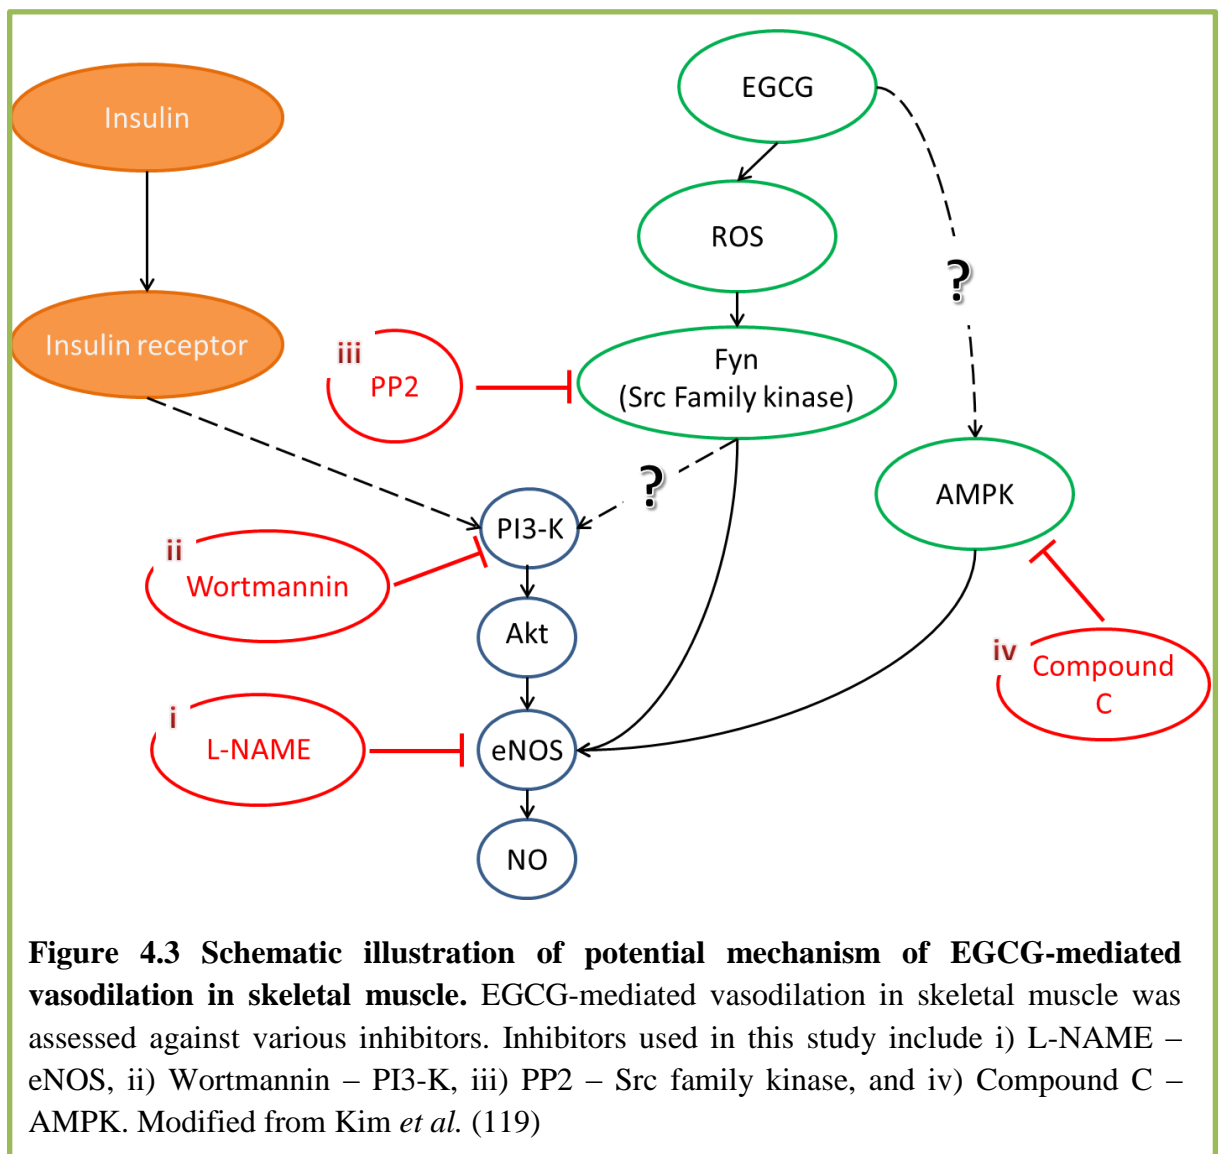 EGCG
Insulin
ROS
?
Insulin receptor
iii
PP2
Fyn
(Src Family kinase)
?
AMPK
PI3-K
ii
Wortmannin
Akt
iv
Compound
C
i
L-NAME
eNOS
NO
Figure 4.3 Schematic illustration of potential mechanism of EGCG-mediated
vasodilation in skeletal muscle. EGCG-mediated vasodilation in skeletal muscle was
assessed against various inhibitors. Inhibitors used in this study include i) L-NAME –
eNOS, ii) Wortmannin – PI3-K, iii) PP2 – Src family kinase, and iv) Compound C –
AMPK. Modified from Kim et al. (119)